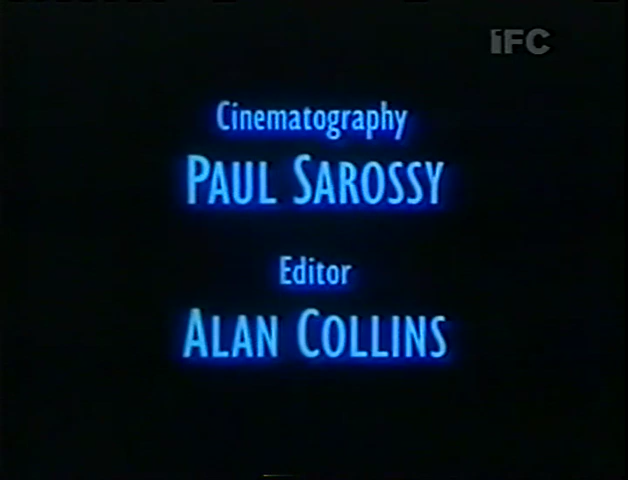 iFC
Cinematography
PAUL SAROSSY
Editor
ALAN COLLINS